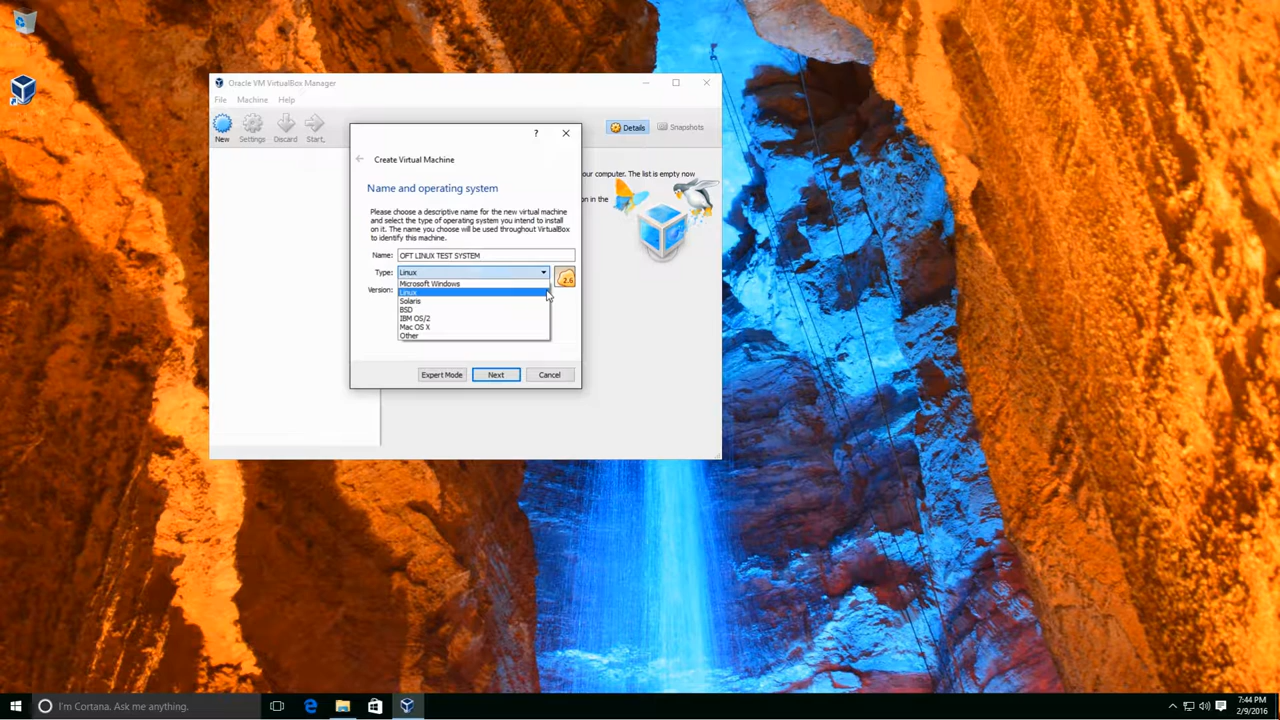 Oracle VM VirtualBox Manager
File Machine Help
New Settings Discard Start
Details Snapshots
our computer. The list is empty now
on in the
?
Create Virtual Machine
Name and operating system
Please choose a descriptive name for the new virtual machine
and select the type of operating system you intend to install
on it. The name you choose will be used throughout VirtualBox
to identify this machine.
Name: OFT LINUX TEST SYSTEM
Type: Linux
2.6
Microsoft Windows
Version: Linux
Solaris
BSD
IBM OS/2
Mac OS X
Other
Expert Mode Next Cancel
I'm Cortana. Ask me anything.
7:44 PM
2/9/2016